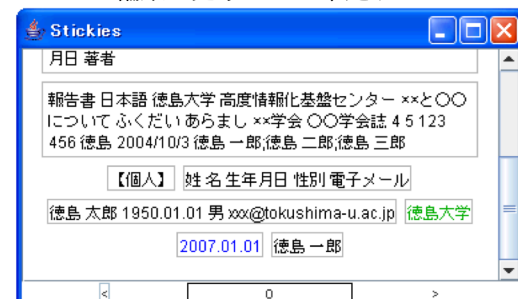 Stickies
月日 著者
報告書 日本語 徳島大学 高度情報化基盤センター ××と〇〇
について ふくだい あらまし ××学会 〇〇学会誌 4 5 123
456 徳島 2004/10/3 徳島 一郎;徳島 二郎;徳島 三郎
【個人】 姓 名 生年月日 性別 電子メール
徳島 太郎 1950.01.01 男 xxx@tokushima-u.ac.jp 徳島大学
2007.01.01 徳島 一郎
< 0 >